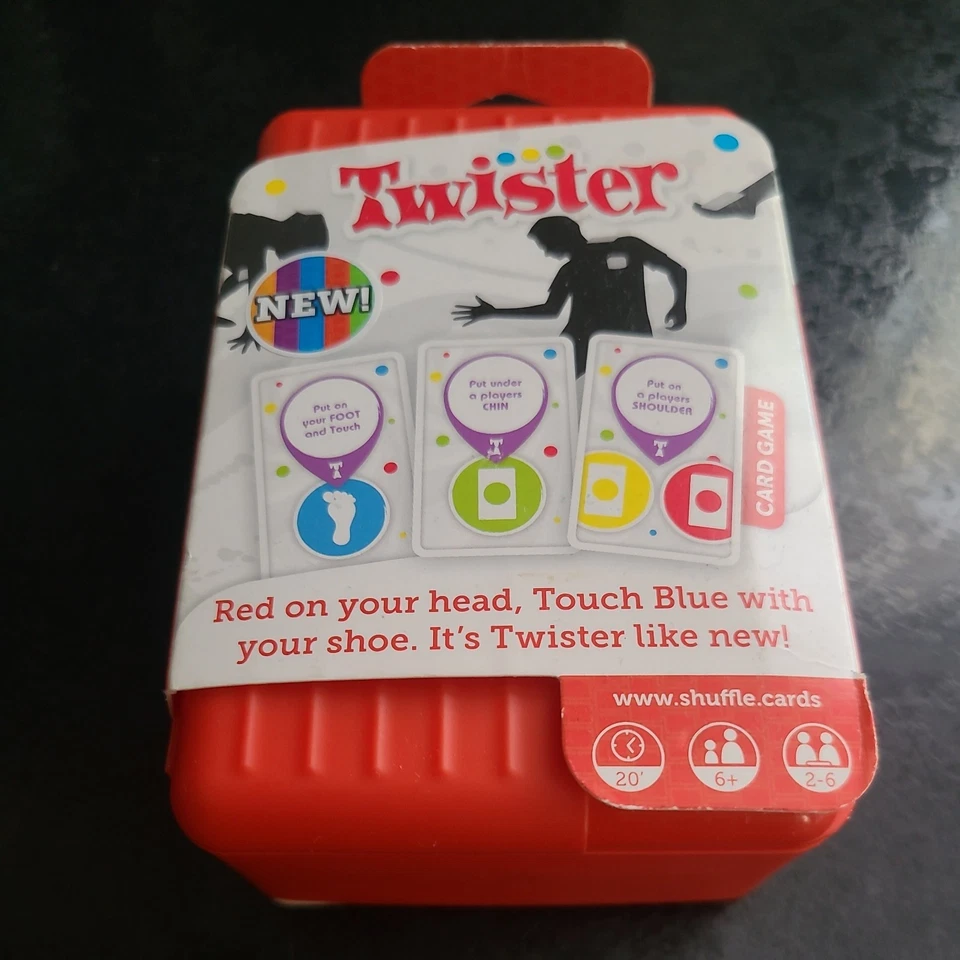 Twister
NEW!
Put on
your FOOT
and Touch
T
Put under
a players
CHIN
T
Put on
a players
SHOULDER
T
CARD GAME
Red on your head, Touch Blue with
your shoe. It's Twister like new!
www.shuffle.cards
20'
6+
2-6